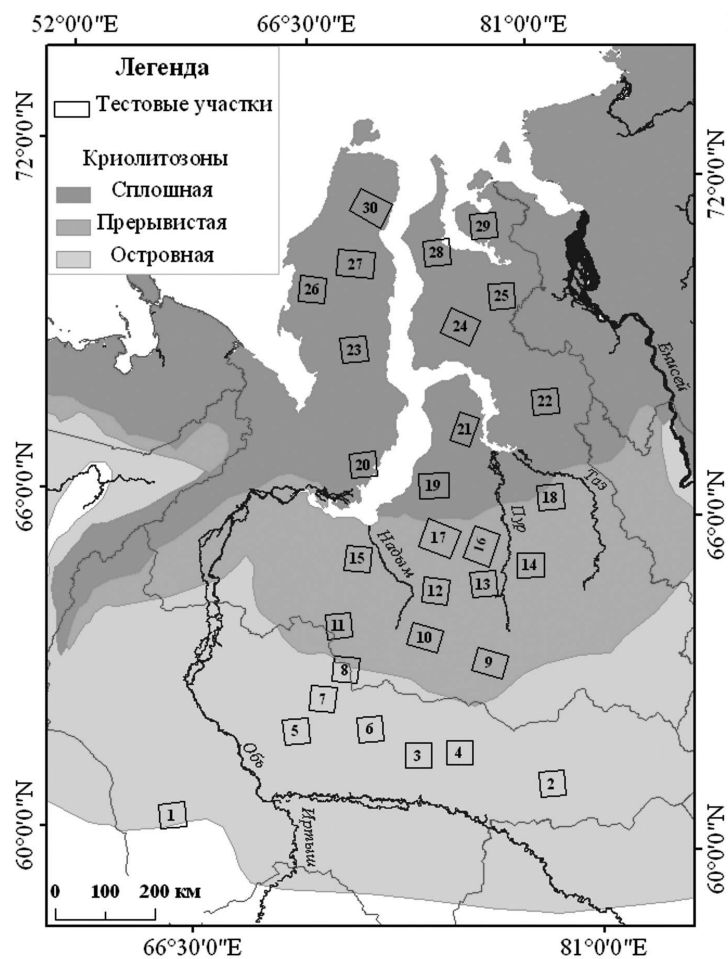 52°0'0"E 66°30'0"E 81°0'0"E
Легенда
Тестовые участки
Криолитозоны
Сплошная
Прерывистая
Островная
72°0'0"N
72°0'0"N
30
29
28
27
26
25
24
23
Енисей
22
21
20
19
18
Таз
66°0'0"N
66°0'0"N
Пур
17
16
Надым
15
14
13
12
11
10
9
8
7
6
5
4
3
2
Обь
1
Иртыш
60°0'0"N
60°0'0"N
0 100 200 км
66°30'0"E 81°0'0"E